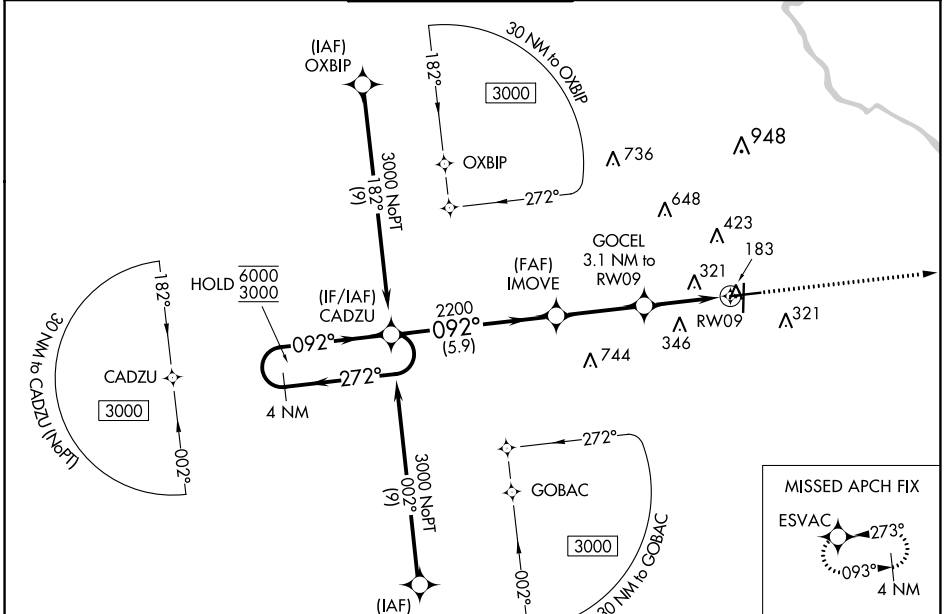 (IAF)
OXBIP
30 NM to OXBIP
182°
3000
OXBIP
272°
736
948
648
423
183
321
321
346
744
3000 NoPT
182°
(9)
GOCEL
3.1 NM to
RW09
(FAF)
IMOVE
RW09
HOLD
6000
3000
(IF/IAF)
CADZU
2200
092°
(5.9)
092°
272°
4 NM
182°
30 NM to CADZU (NoPT)
CADZU
3000
002°
3000 NoPT
002°
(9)
(IAF)
272°
GOBAC
3000
002°
30 NM to GOBAC
MISSED APCH FIX
ESVAC
273°
093°
4 NM